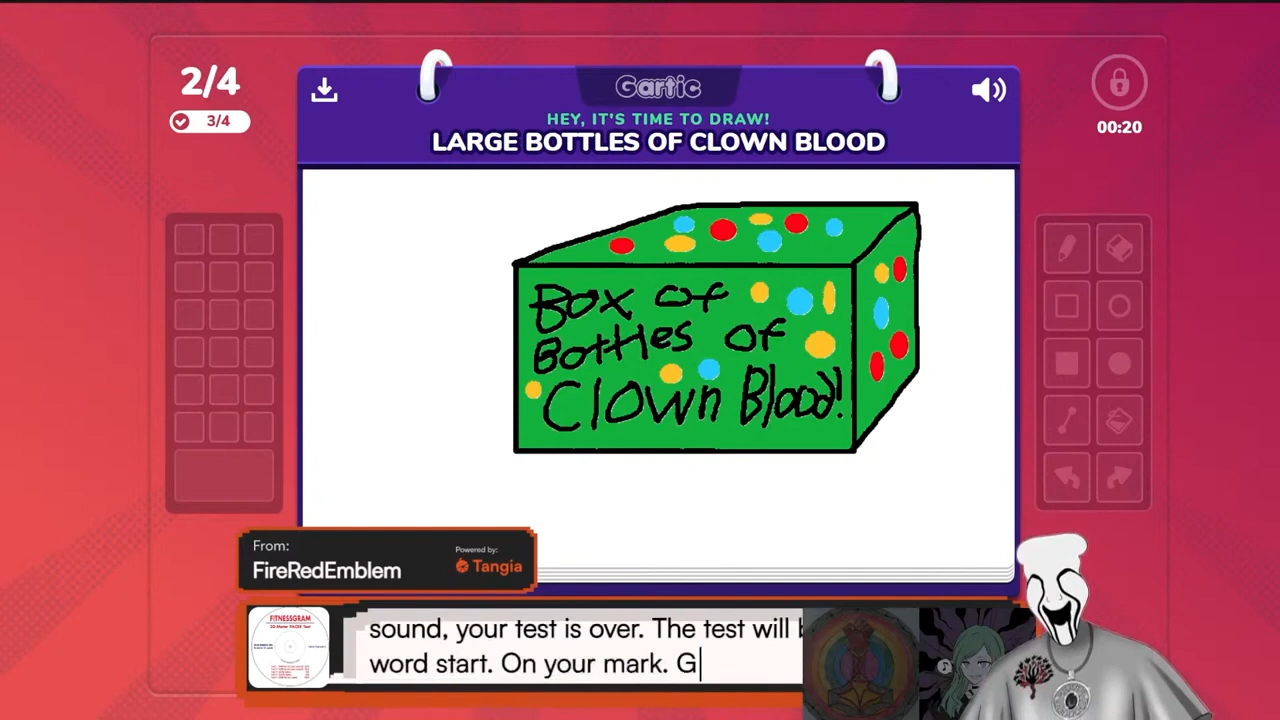 2/4
3/4
Gartic
HEY, IT'S TIME TO DRAW!
LARGE BOTTLES OF CLOWN BLOOD
00:20
Box of
Bottles of
Clown Blood!
From:
FireRedEmblem
Powered by:
Tangia
FITNESSGRAM
sound, your test is over. The test will b
word start. On your mark. G